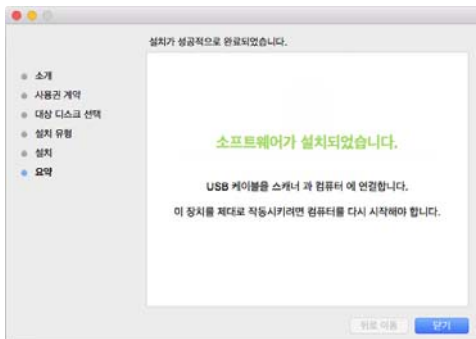 설치가 성공적으로 완료되었습니다.
소개
사용권 계약
대상 디스크 선택
설치 유형
설치
요약
소프트웨어가 설치되었습니다.
USB 케이블을 스캐너 과 컴퓨터 에 연결합니다.
이 장치를 제대로 작동시키려면 컴퓨터를 다시 시작해야 합니다.
뒤로 이동
닫기